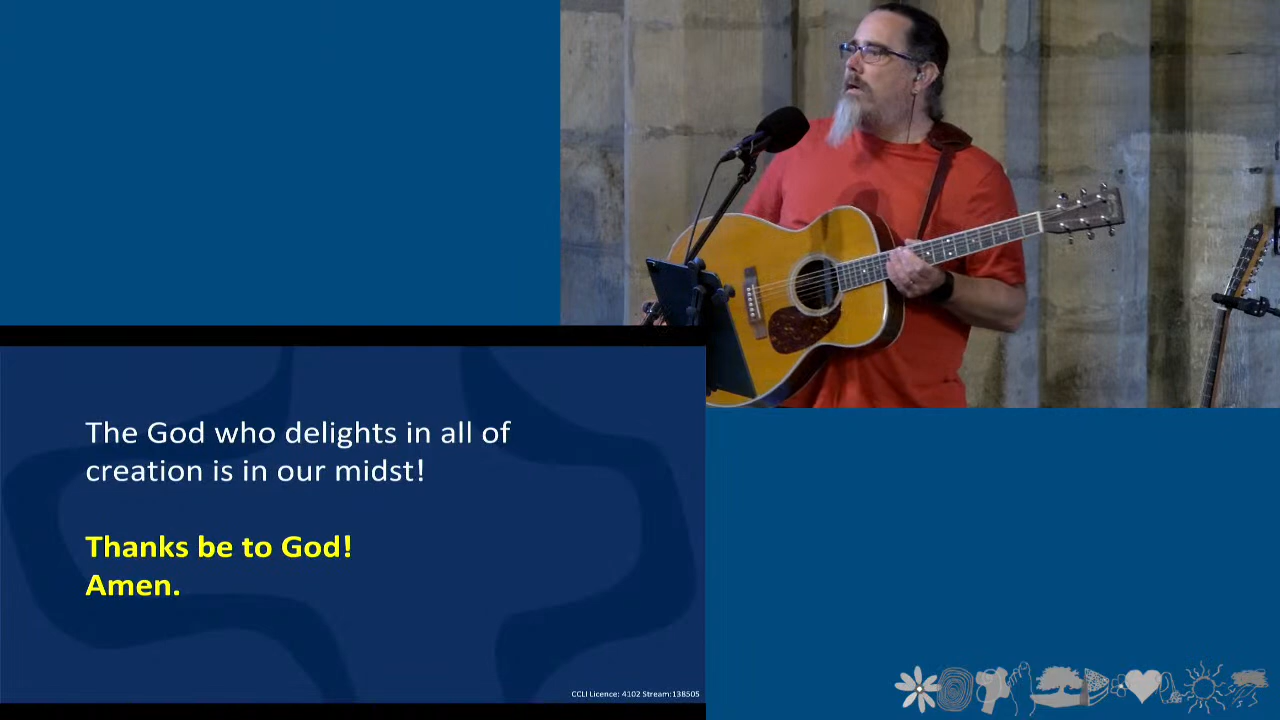 The God who delights in all of
creation is in our midst!
Thanks be to God!
Amen.
CCLI Licence: 4102 Stream:138505